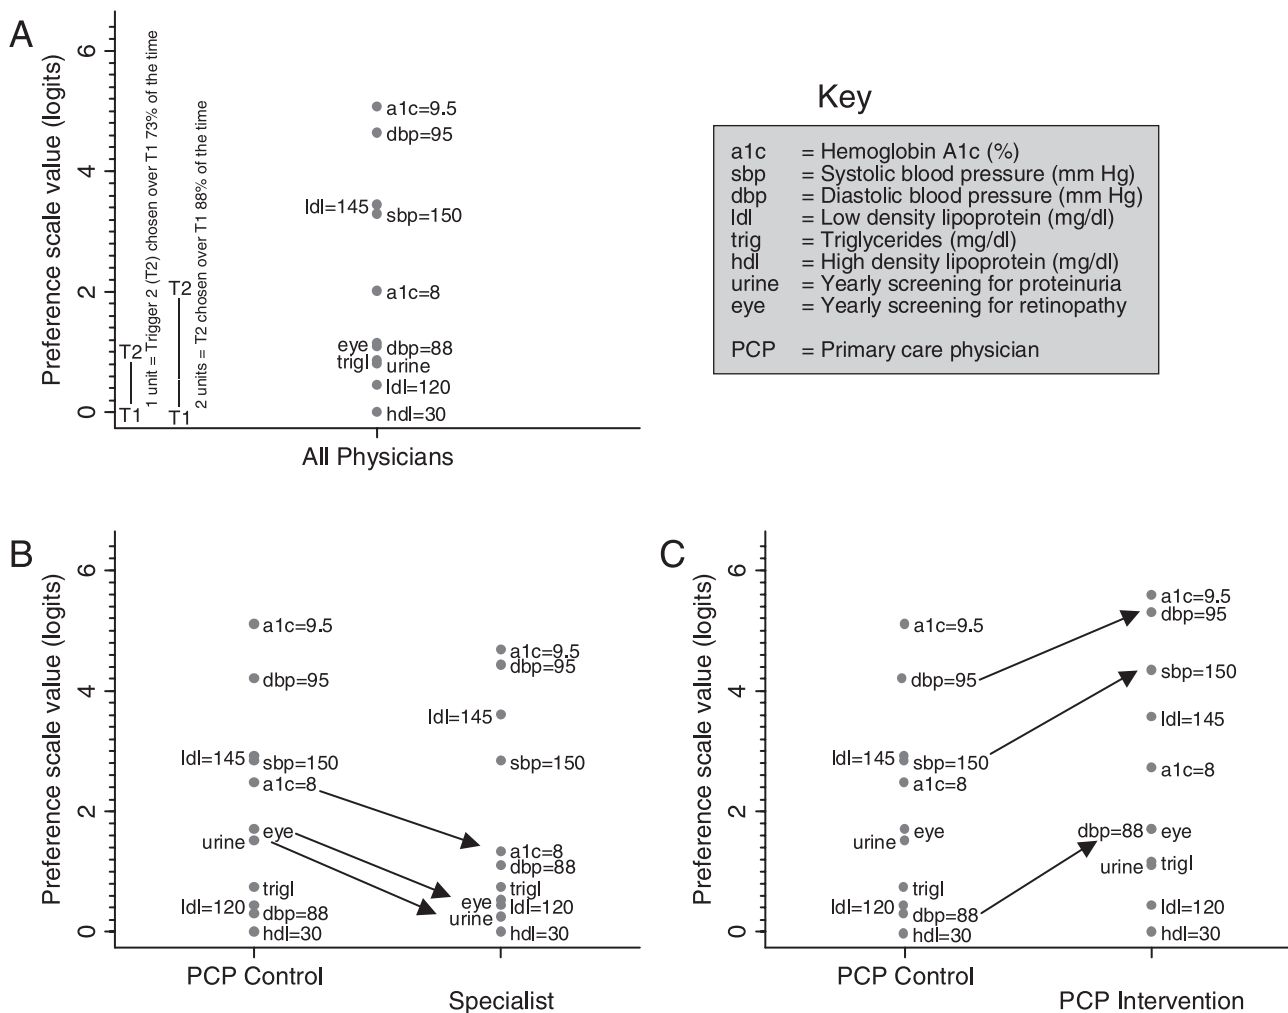 A
Preference scale value (logits)
6
4
2
0
1 unit = Trigger 2 (T2) chosen over T1 73% of the time
2 units = T2 chosen over T1 88% of the time
T2
T1
T2
T1
a1c=9.5
dbp=95
ldl=145
sbp=150
a1c=8
eye
dbp=88
trigl
urine
ldl=120
hdl=30
All Physicians
Key
a1c = Hemoglobin A1c (%)
sbp = Systolic blood pressure (mm Hg)
dbp = Diastolic blood pressure (mm Hg)
ldl = Low density lipoprotein (mg/dl)
trig = Triglycerides (mg/dl)
hdl = High density lipoprotein (mg/dl)
urine = Yearly screening for proteinuria
eye = Yearly screening for retinopathy
PCP = Primary care physician
B
Preference scale value (logits)
6
4
2
0
a1c=9.5
dbp=95
ldl=145
sbp=150
a1c=8
eye
urine
trigl
ldl=120
dbp=88
hdl=30
PCP Control
a1c=9.5
dbp=95
ldl=145
sbp=150
a1c=8
dbp=88
trigl
eye
ldl=120
urine
hdl=30
Specialist
C
Preference scale value (logits)
6
4
2
0
a1c=9.5
dbp=95
ldl=145
sbp=150
a1c=8
eye
urine
trigl
ldl=120
dbp=88
hdl=30
PCP Control
a1c=9.5
dbp=95
sbp=150
ldl=145
a1c=8
dbp=88
eye
urine
trigl
ldl=120
hdl=30
PCP Intervention